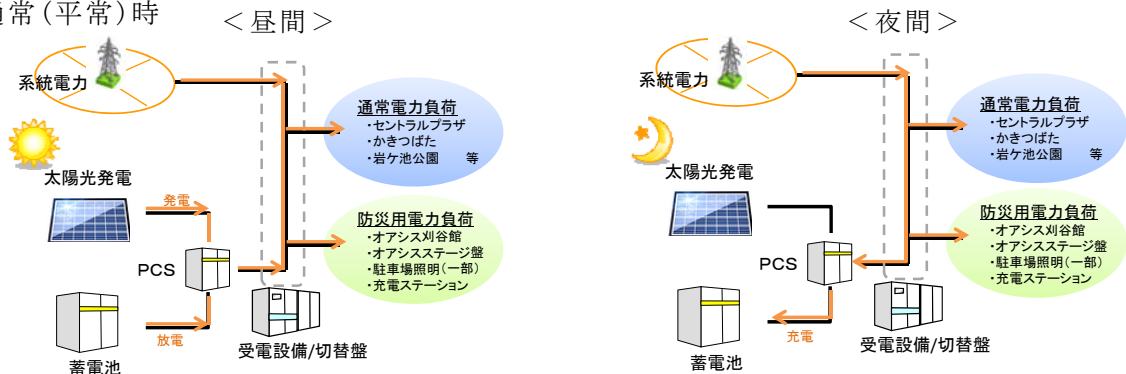 通常(平常)時
＜昼間＞
系統電力
通常電力負荷
・セントラルプラザ
・かきつばた
・岩ケ池公園　等
太陽光発電
発電
防災用電力負荷
・オアシス刈谷館
・オアシスステージ盤
・駐車場照明(一部)
・充電ステーション
PCS
放電
蓄電池
受電設備/切替盤
＜夜間＞
系統電力
通常電力負荷
・セントラルプラザ
・かきつばた
・岩ケ池公園　等
太陽光発電
防災用電力負荷
・オアシス刈谷館
・オアシスステージ盤
・駐車場照明(一部)
・充電ステーション
PCS
充電
蓄電池
受電設備/切替盤